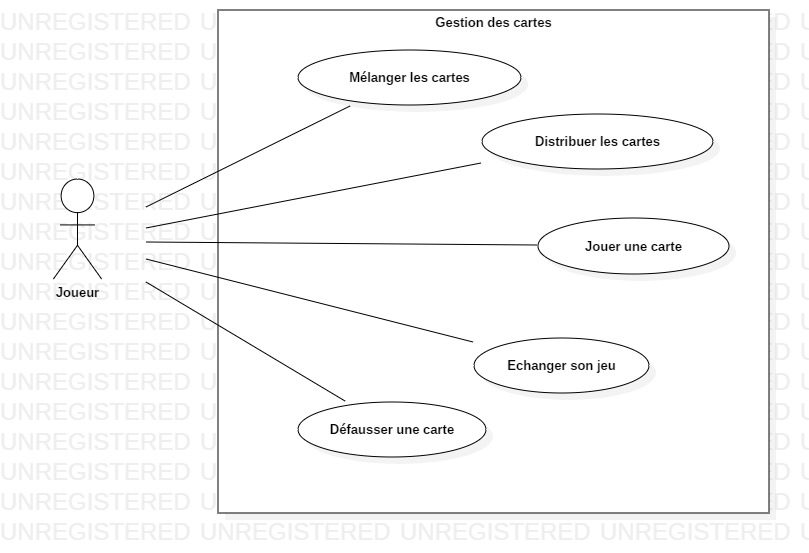 Gestion des cartes
Mélanger les cartes
Distribuer les cartes
Jouer une carte
Joueur
Echanger son jeu
Défausser une carte
UNREGISTERED UNREGISTERED UNREGISTERED UNREGISTERED